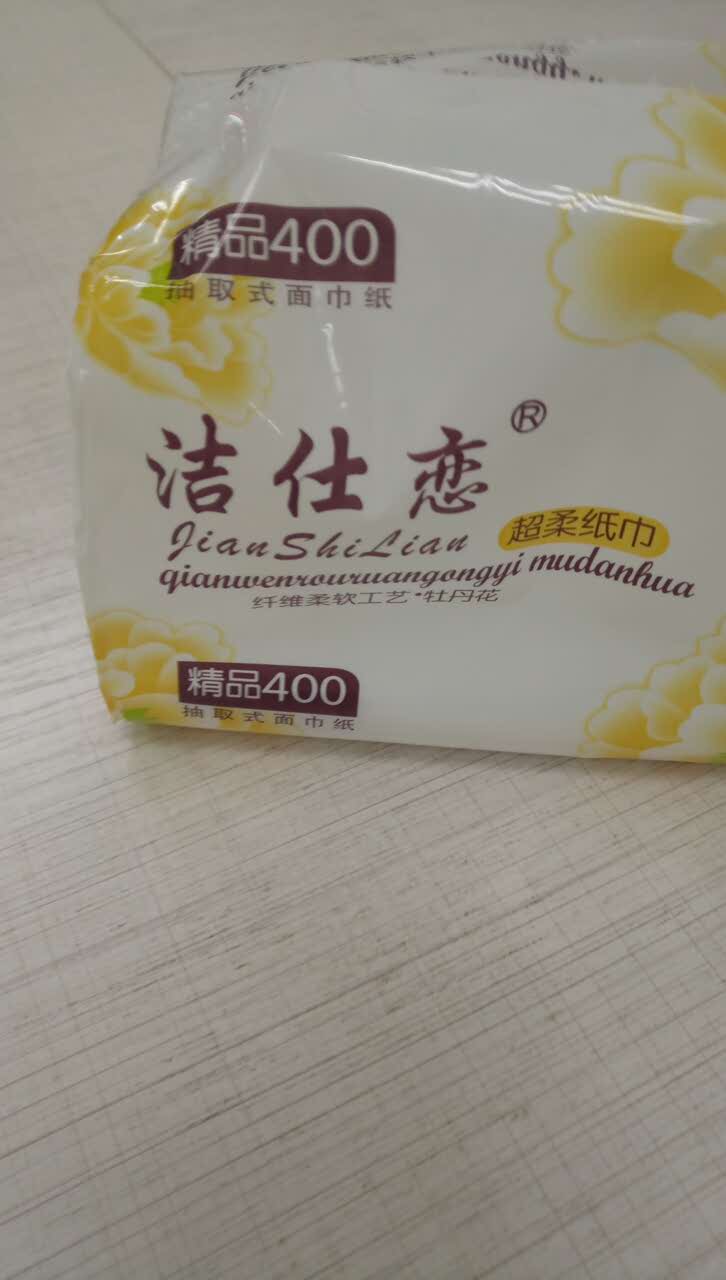 精品400
抽取式面巾纸
洁仕恋®
JianShiLian
超柔纸巾
qianwenrouruangongyi mudanhua
纤维柔软工艺·牡丹花
精品400
抽取式面巾纸